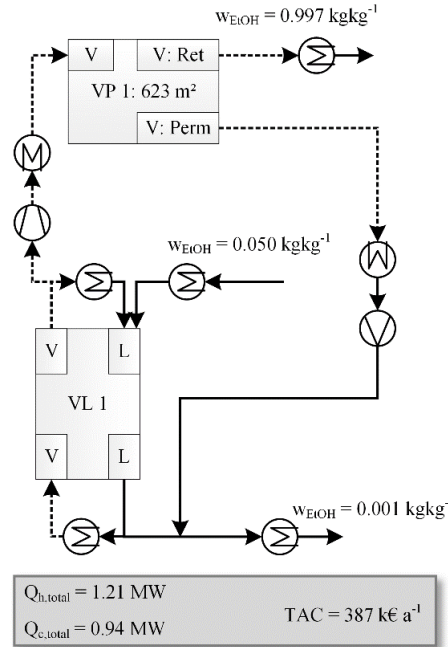 w_EtOH = 0.997 kgkg⁻¹
V
V: Ret
VP 1: 623 m²
V: Perm
w_EtOH = 0.050 kgkg⁻¹
V
L
VL 1
V
L
w_EtOH = 0.001 kgkg⁻¹
Q_h,total = 1.21 MW
TAC = 387 k€ a⁻¹
Q_c,total = 0.94 MW